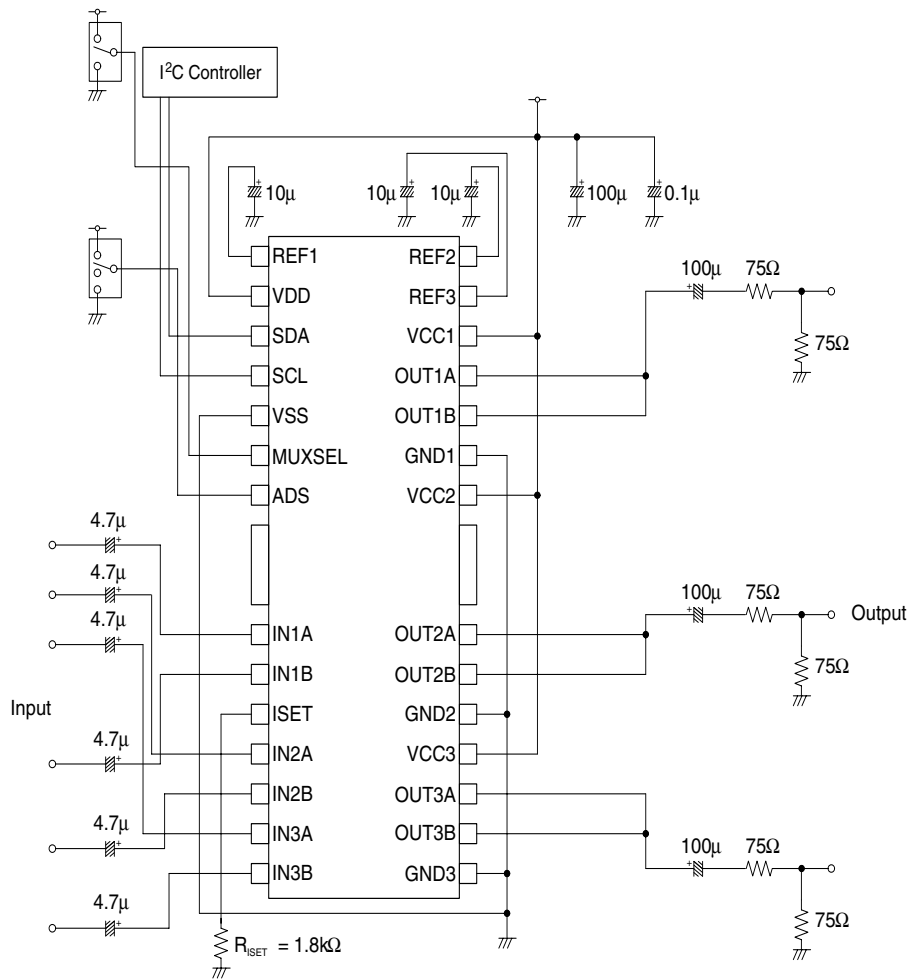 I²C Controller
10μ
10μ
10μ
100μ
0.1μ
REF1
REF2
VDD
REF3
SDA
VCC1
SCL
OUT1A
VSS
OUT1B
MUXSEL
GND1
ADS
VCC2
100μ
75Ω
75Ω
4.7μ
4.7μ
4.7μ
Input
4.7μ
4.7μ
4.7μ
IN1A
OUT2A
IN1B
OUT2B
ISET
GND2
IN2A
VCC3
IN2B
OUT3A
IN3A
OUT3B
IN3B
GND3
100μ
75Ω
Output
75Ω
100μ
75Ω
75Ω
RISET = 1.8kΩ